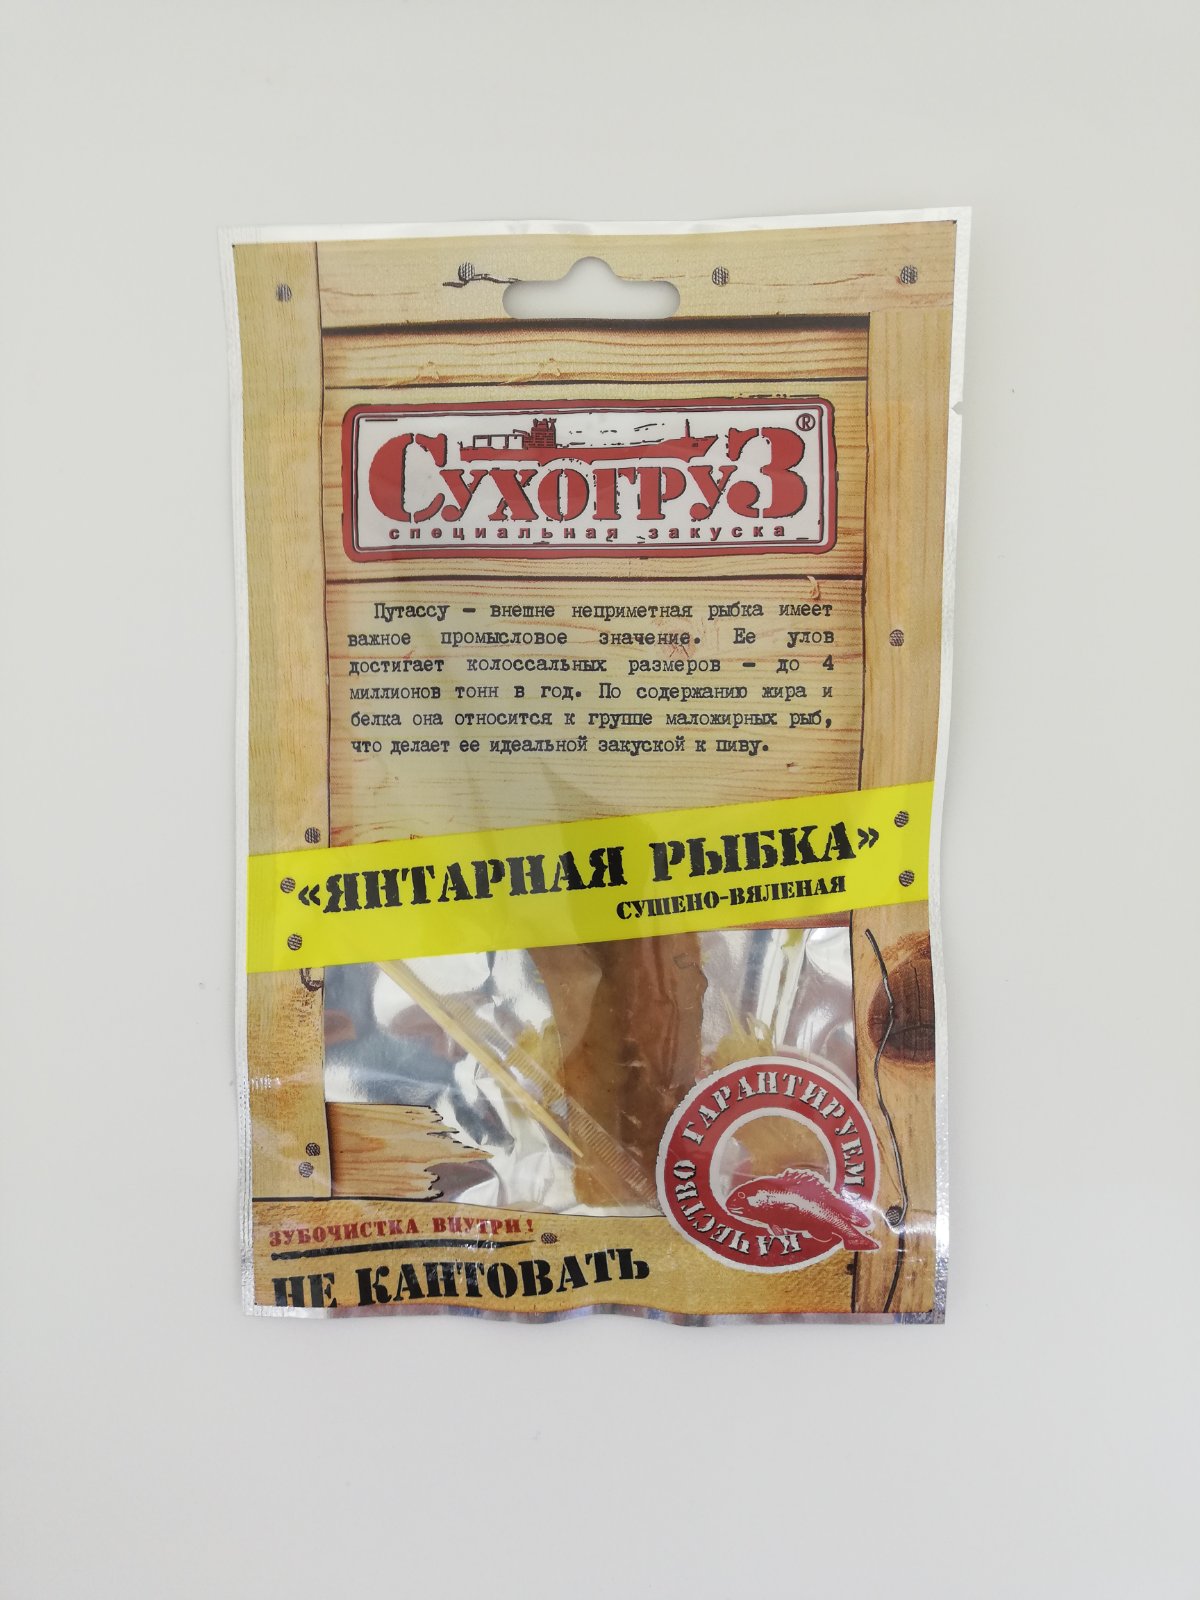 Сухогруз®
специальная закуска
Путассу – внешне неприметная рыбка имеет
важное промысловое значение. Ее улов
достигает колоссальных размеров – до 4
миллионов тонн в год. По содержанию жира и
белка она относится к группе маложирных рыб,
что делает ее идеальной закуской к пиву.
«ЯНТАРНАЯ РЫБКА»
СУШЕНО-ВЯЛЕНАЯ
КАЧЕСТВО ГАРАНТИРУЕМ
ЗУБОЧИСТКА ВНУТРИ!
НЕ КАНТОВАТЬ